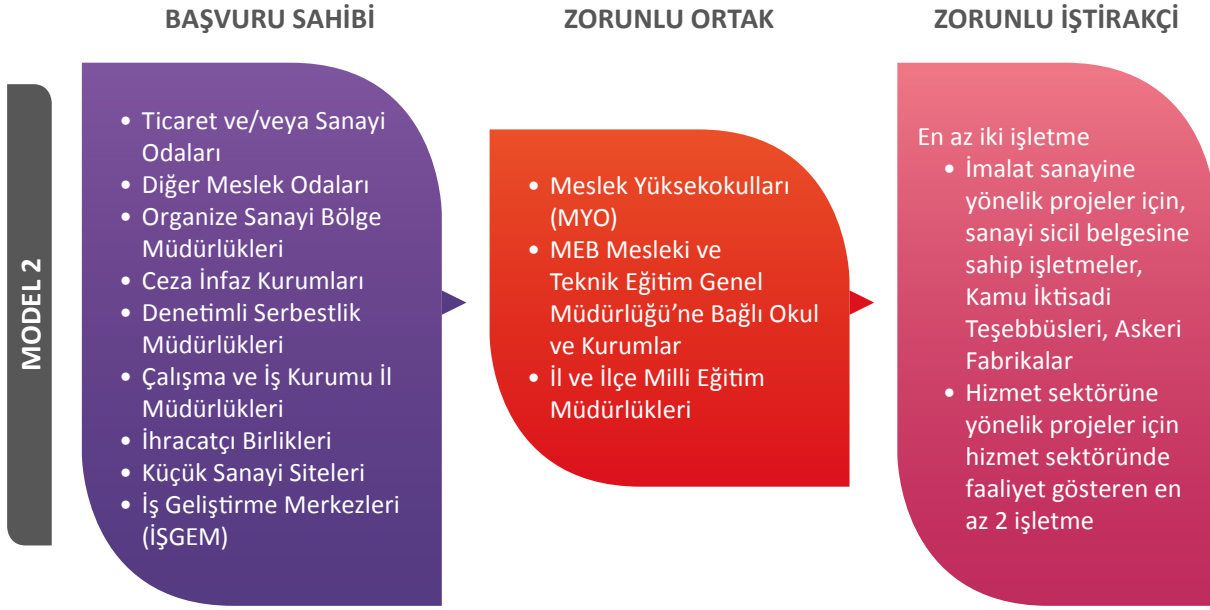 BAŞVURU SAHİBİ
ZORUNLU ORTAK
ZORUNLU İŞTİRAKÇİ
MODEL 2
• Ticaret ve/veya Sanayi
Odaları
• Diğer Meslek Odaları
• Organize Sanayi Bölge
Müdürlükleri
• Ceza İnfaz Kurumları
• Denetimli Serbestlik
Müdürlükleri
• Çalışma ve İş Kurumu İl
Müdürlükleri
• İhracatçı Birlikleri
• Küçük Sanayi Siteleri
• İş Geliştirme Merkezleri
(İŞGEM)
• Meslek Yüksekokulları
(MYO)
• MEB Mesleki ve
Teknik Eğitim Genel
Müdürlüğü’ne Bağlı Okul
ve Kurumlar
• İl ve İlçe Milli Eğitim
Müdürlükleri
En az iki işletme
• İmalat sanayine
yönelik projeler için,
sanayi sicil belgesine
sahip işletmeler,
Kamu İktisadi
Teşebbüsleri, Askeri
Fabrikalar
• Hizmet sektörüne
yönelik projeler için
hizmet sektöründe
faaliyet gösteren en
az 2 işletme